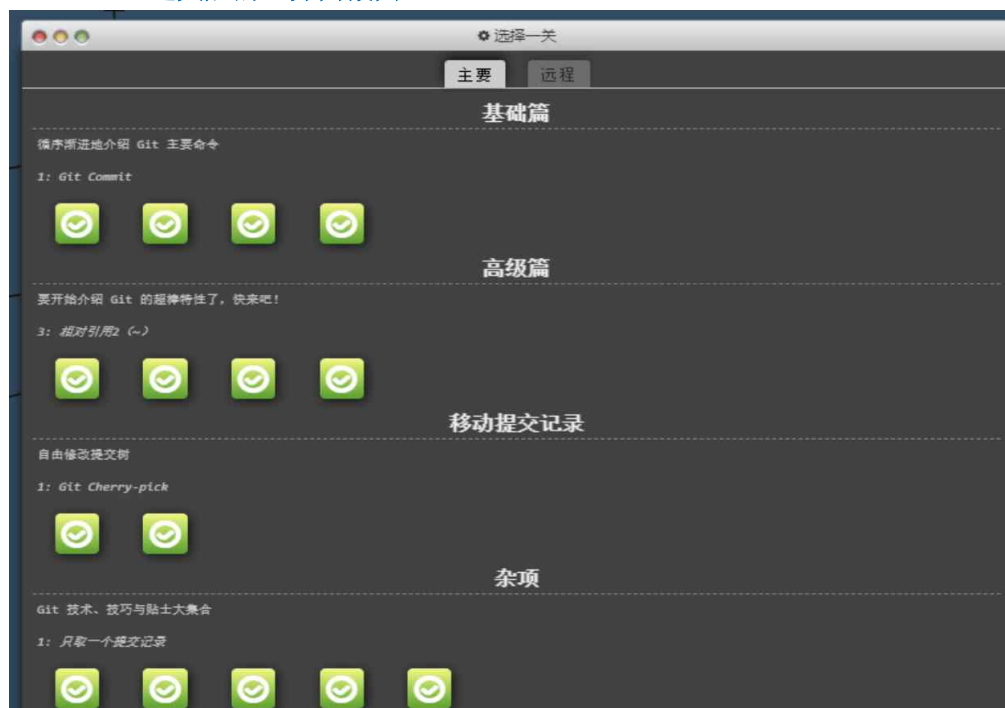 选择一关
主要 远程
基础篇
循序渐进地介绍 Git 主要命令
1: Git Commit
高级篇
要开始介绍 Git 的超棒特性了，快来吧！
3: 相对引用2（~）
移动提交记录
自由修改提交树
1: Git Cherry-pick
杂项
Git 技术、技巧与贴士大集合
1: 只取一个提交记录